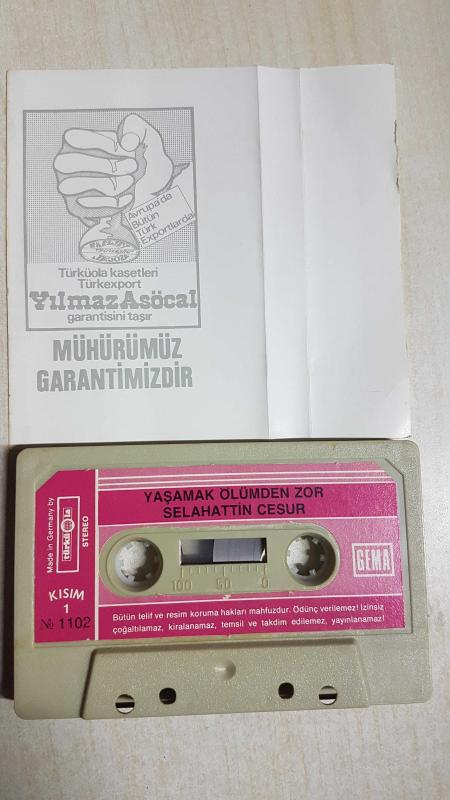 Avrupa'da
Bütün
Türk
Exportlarda
Türküola kasetleri
Türkexport
Yılmaz Asöcal
garantisini taşır
MÜHÜRÜMÜZ
GARANTİMİZDİR
YAŞAMAK ÖLÜMDEN ZOR
SELAHATTİN CESUR
Made in Germany by
türküola
STEREO
KISIM
1
№ 1102
100 50 0
GEMA
Bütün telif ve resim koruma hakları mahfuzdur. Ödünç verilemez! İzinsiz
çoğaltılamaz, kiralanamaz, temsil ve takdim edilemez, yayınlanamaz!